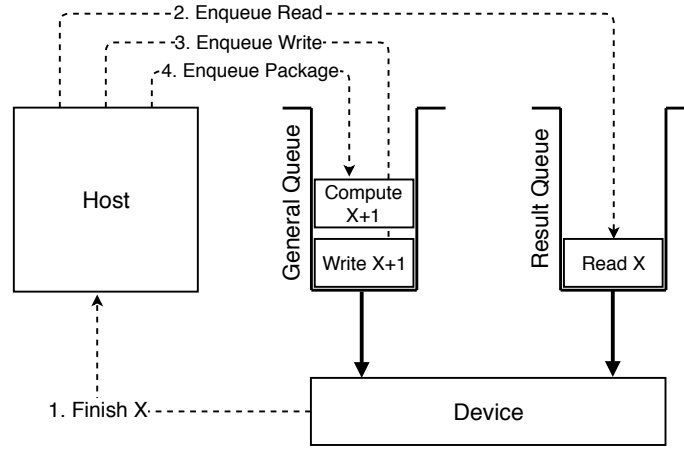 2. Enqueue Read
3. Enqueue Write
4. Enqueue Package
Host
General Queue
Compute
X+1
Write X+1
Result Queue
Read X
1. Finish X
Device